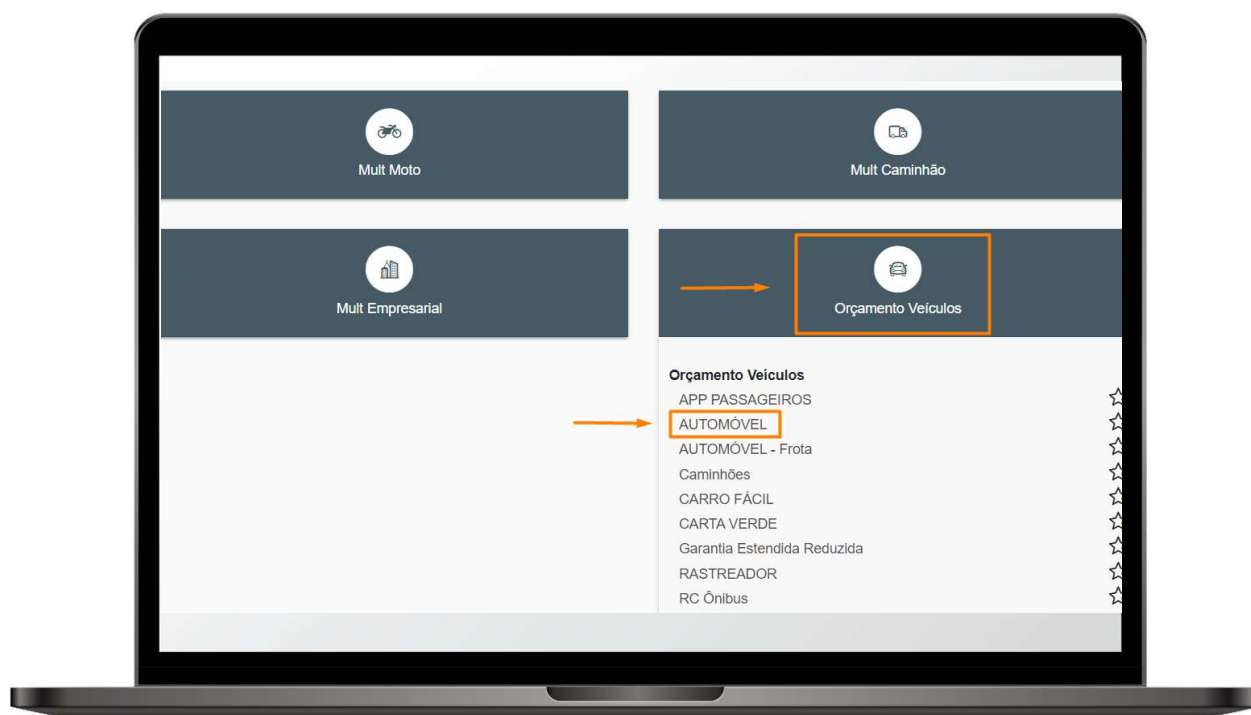 Mult Moto
Mult Caminhão
Mult Empresarial
Orçamento Veículos
Orçamento Veículos
APP PASSAGEIROS
AUTOMÓVEL
AUTOMÓVEL - Frota
Caminhões
CARRO FÁCIL
CARTA VERDE
Garantia Estendida Reduzida
RASTREADOR
RC Ônibus